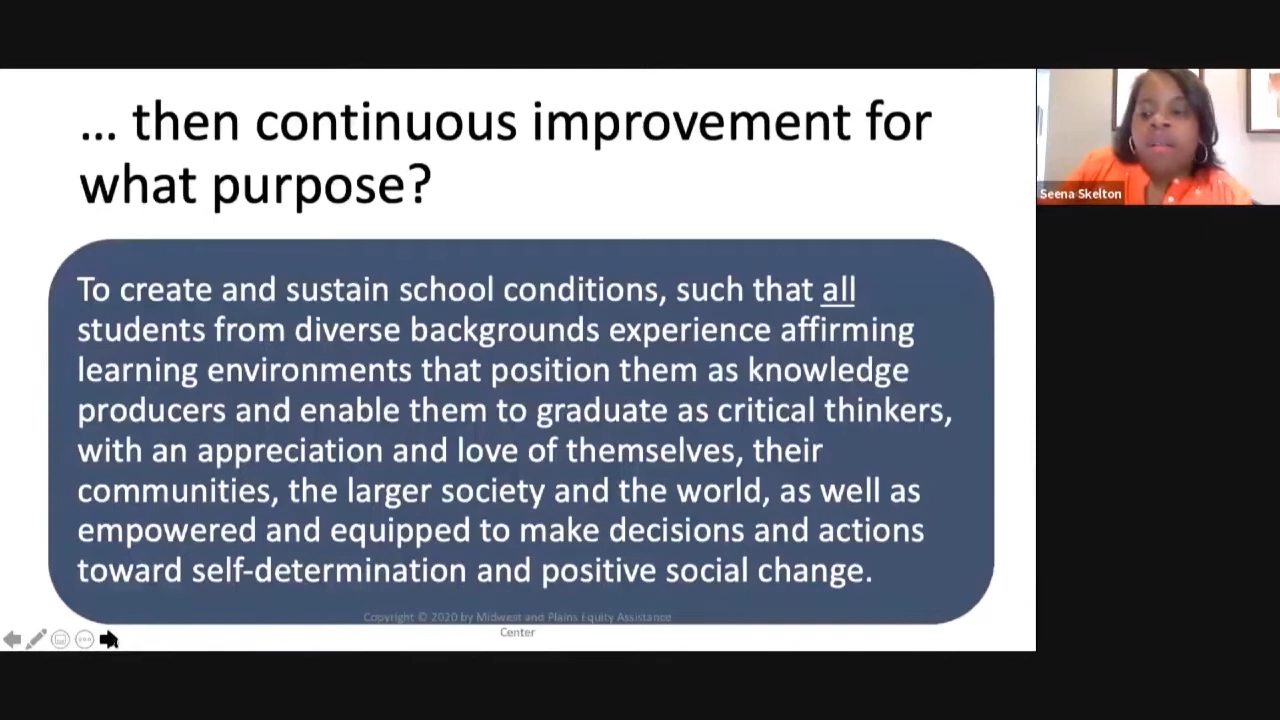 ... then continuous improvement for
what purpose?
Seena Skelton
To create and sustain school conditions, such that all
students from diverse backgrounds experience affirming
learning environments that position them as knowledge
producers and enable them to graduate as critical thinkers,
with an appreciation and love of themselves, their
communities, the larger society and the world, as well as
empowered and equipped to make decisions and actions
toward self-determination and positive social change.
Copyright © 2020 by Midwest and Plains Equity Assistance
Center